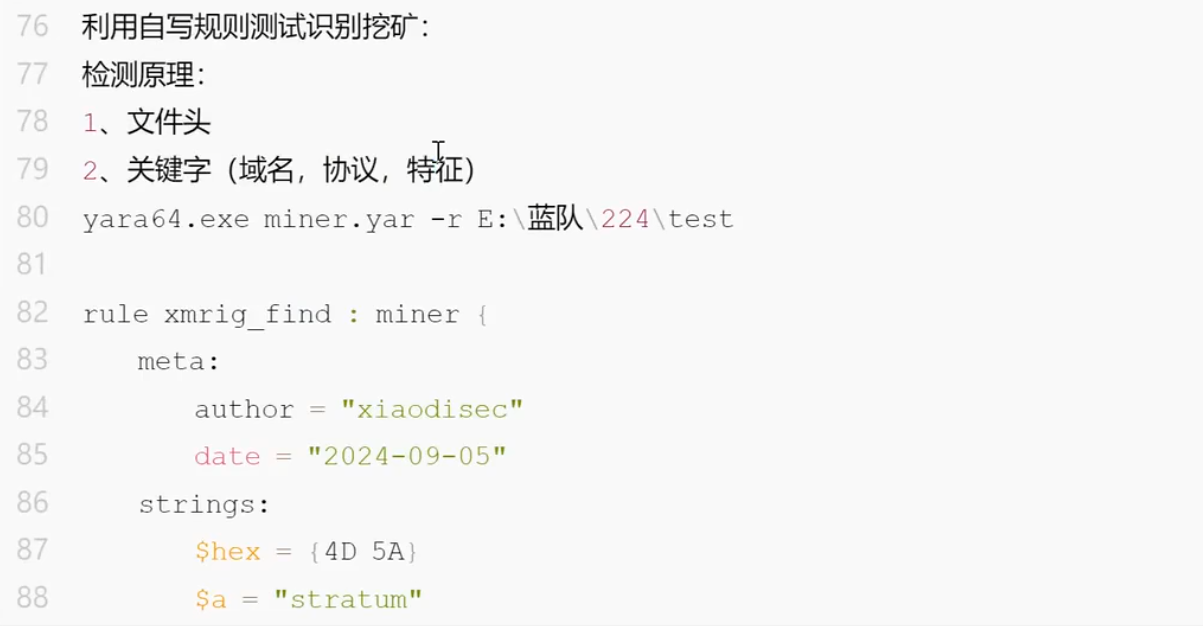 76 利用自写规则测试识别挖矿：
77 检测原理：
78 1、文件头
79 2、关键字（域名，协议，特征）
80 yara64.exe miner.yar -r E:\蓝队\224\test
81
82 rule xmrig_find : miner {
83 meta:
84 author = "xiaodisec"
85 date = "2024-09-05"
86 strings:
87 $hex = {4D 5A}
88 $a = "stratum"